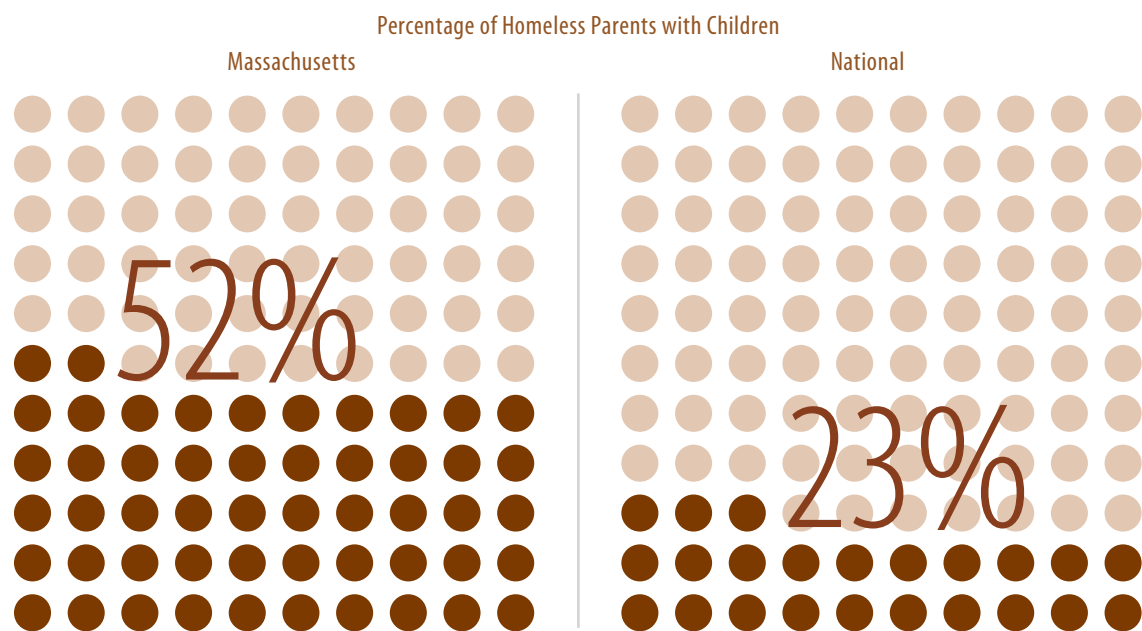 Percentage of Homeless Parents with Children
Massachusetts
National
52%
23%